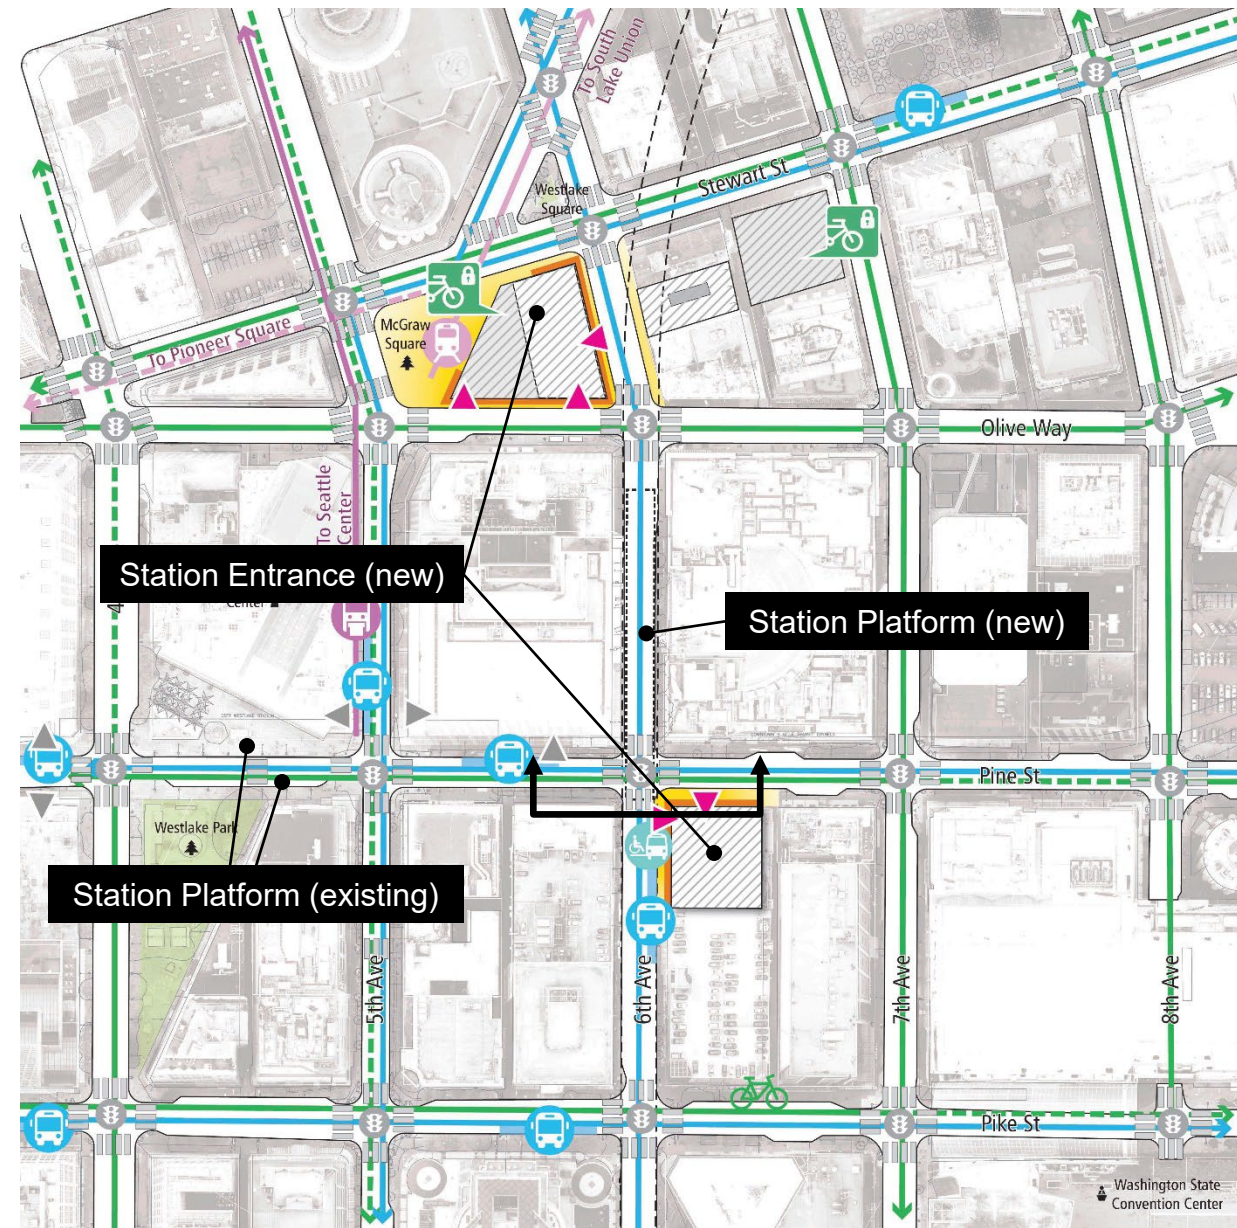 To South
Lake Union
Westlake
Square
Stewart St
McGraw
Square
To Pioneer Square
Olive Way
To Seattle
Center
Station Entrance (new)
4
Center
Station Platform (new)
Pine St
Westlake Park
Station Platform (existing)
5th Ave
6th Ave
7th Ave
8th Ave
Pike St
Washington State
Convention Center